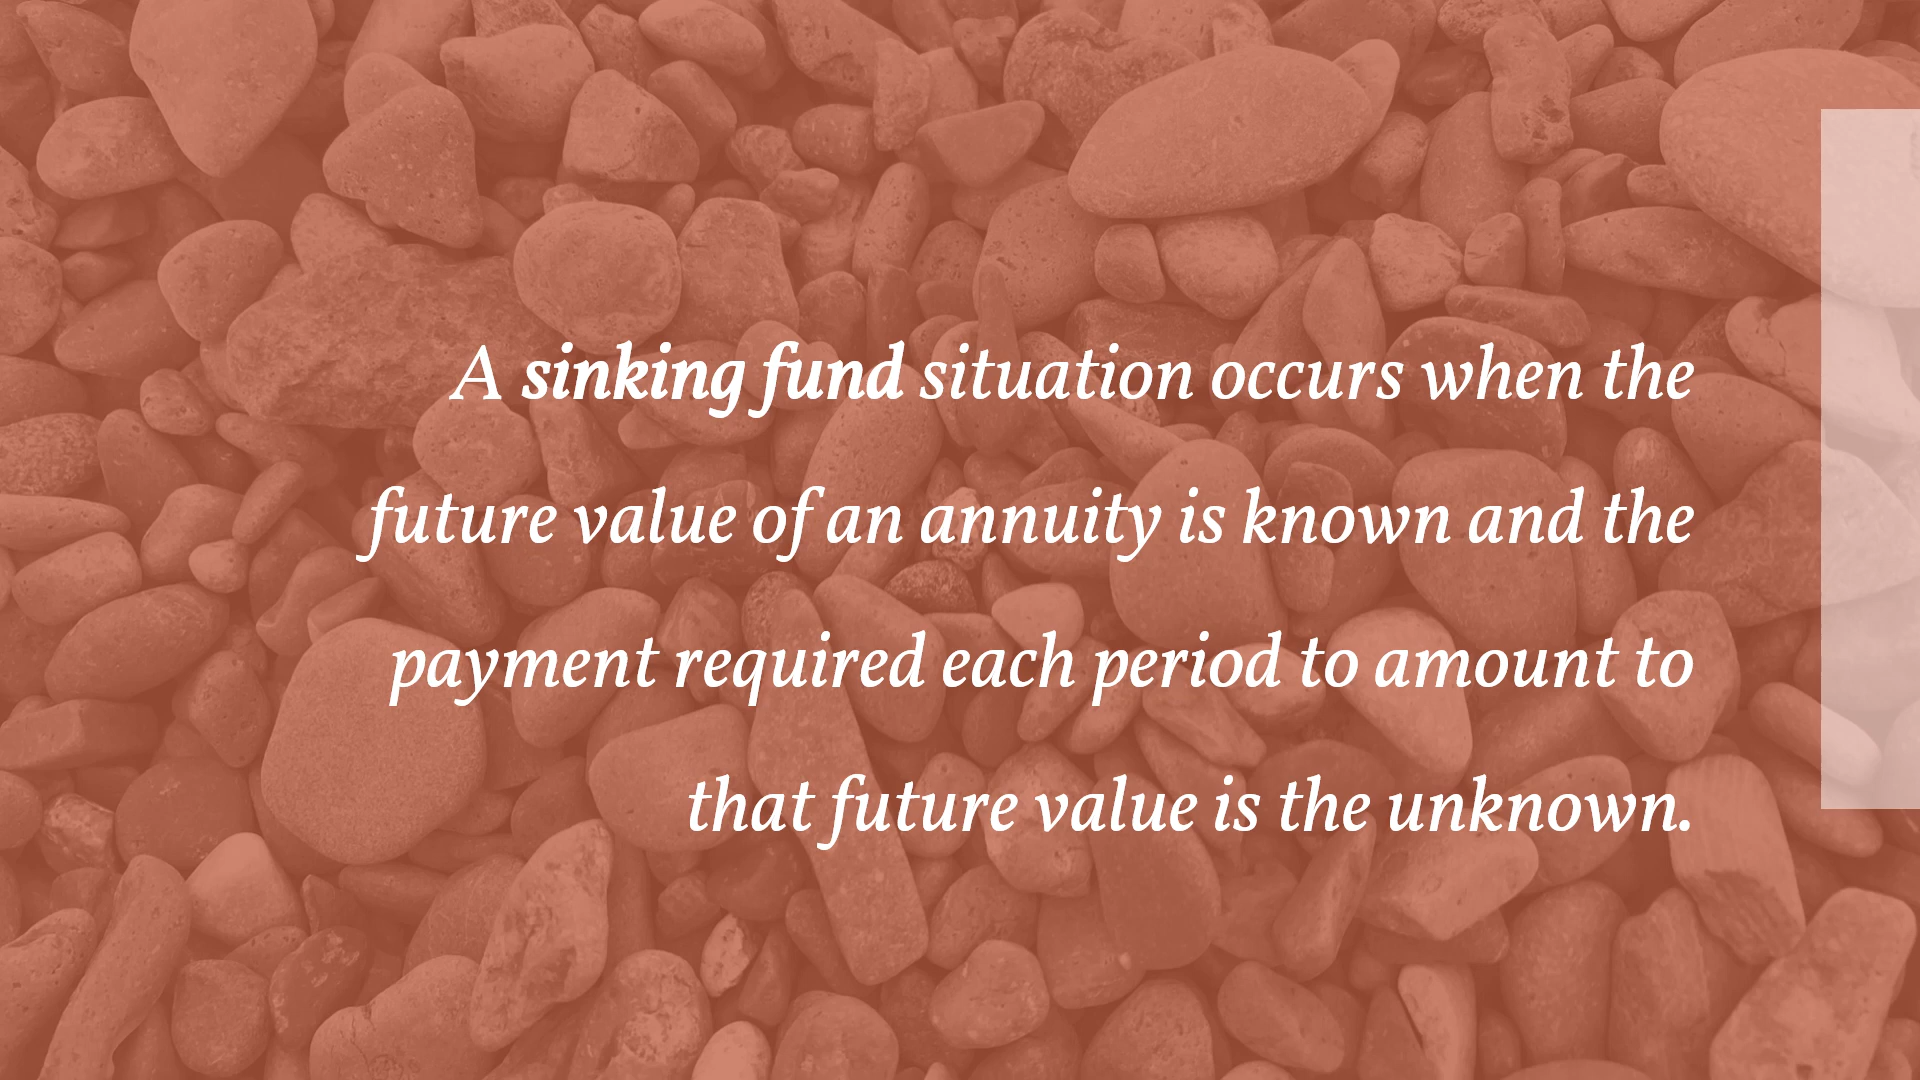 A sinking fund situation occurs when the
future value of an annuity is known and the
payment required each period to amount to
that future value is the unknown.